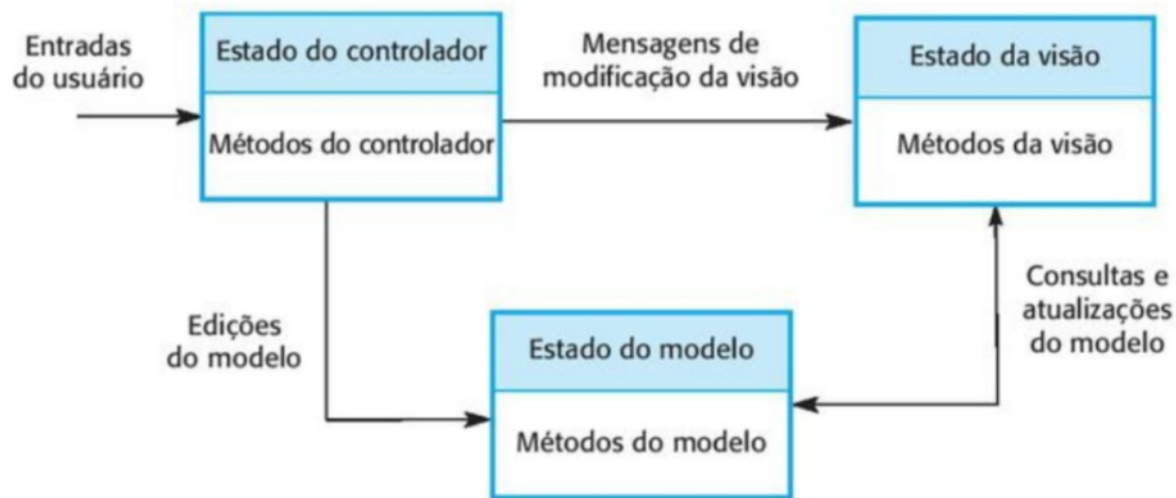 Entradas
do usuário
Estado do controlador
Métodos do controlador
Mensagens de
modificação da visão
Estado da visão
Métodos da visão
Edições
do modelo
Estado do modelo
Métodos do modelo
Consultas e
atualizações
do modelo